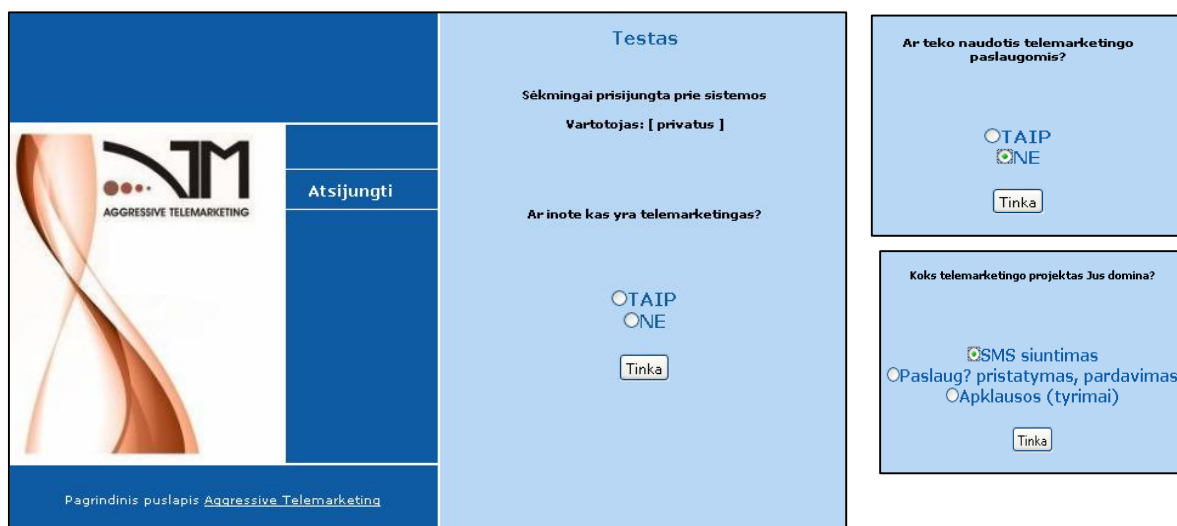 Testas
Sėkmingai prisijungta prie sistemos
Vartotojas: [ privatus ]
ATM
AGGRESSIVE TELEMARKETING
Atsijungti
Ar inote kas yra telemarketingas?
TAIP
NE
Tinka
Pagrindinis puslapis Aggressive Telemarketing
Ar teko naudotis telemarketingo
paslaugomis?
TAIP
NE
Tinka
Koks telemarketingo projektas Jus domina?
SMS siuntimas
Paslaug? pristatymas, pardavimas
Apklausos (tyrimai)
Tinka